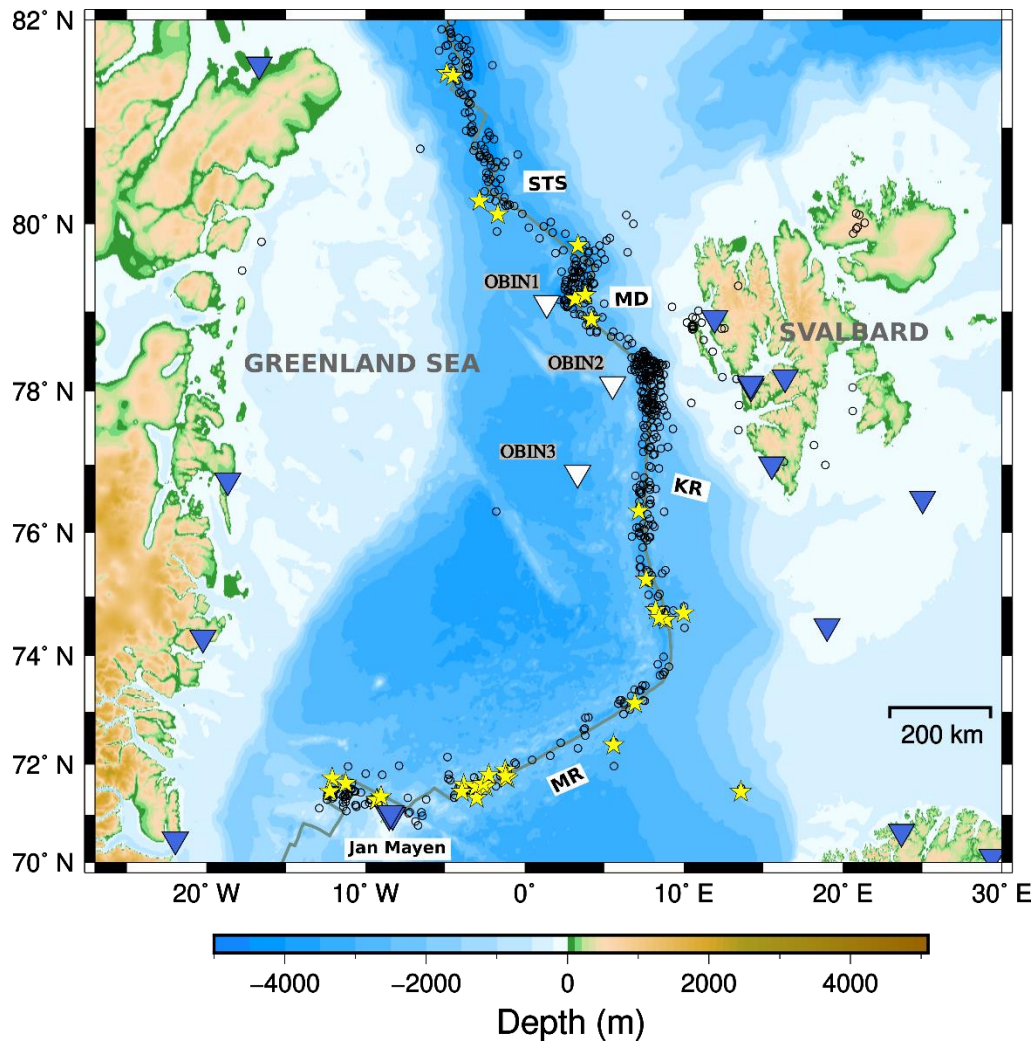 82˚ N
80˚ N
78˚ N
76˚ N
74˚ N
72˚ N
70˚ N
STS
OBIN1
MD
SVALBARD
GREENLAND SEA
OBIN2
OBIN3
KR
200 km
MR
Jan Mayen
20˚ W
10˚ W
0˚
10˚ E
20˚ E
30˚ E
−4000
−2000
0
2000
4000
Depth (m)